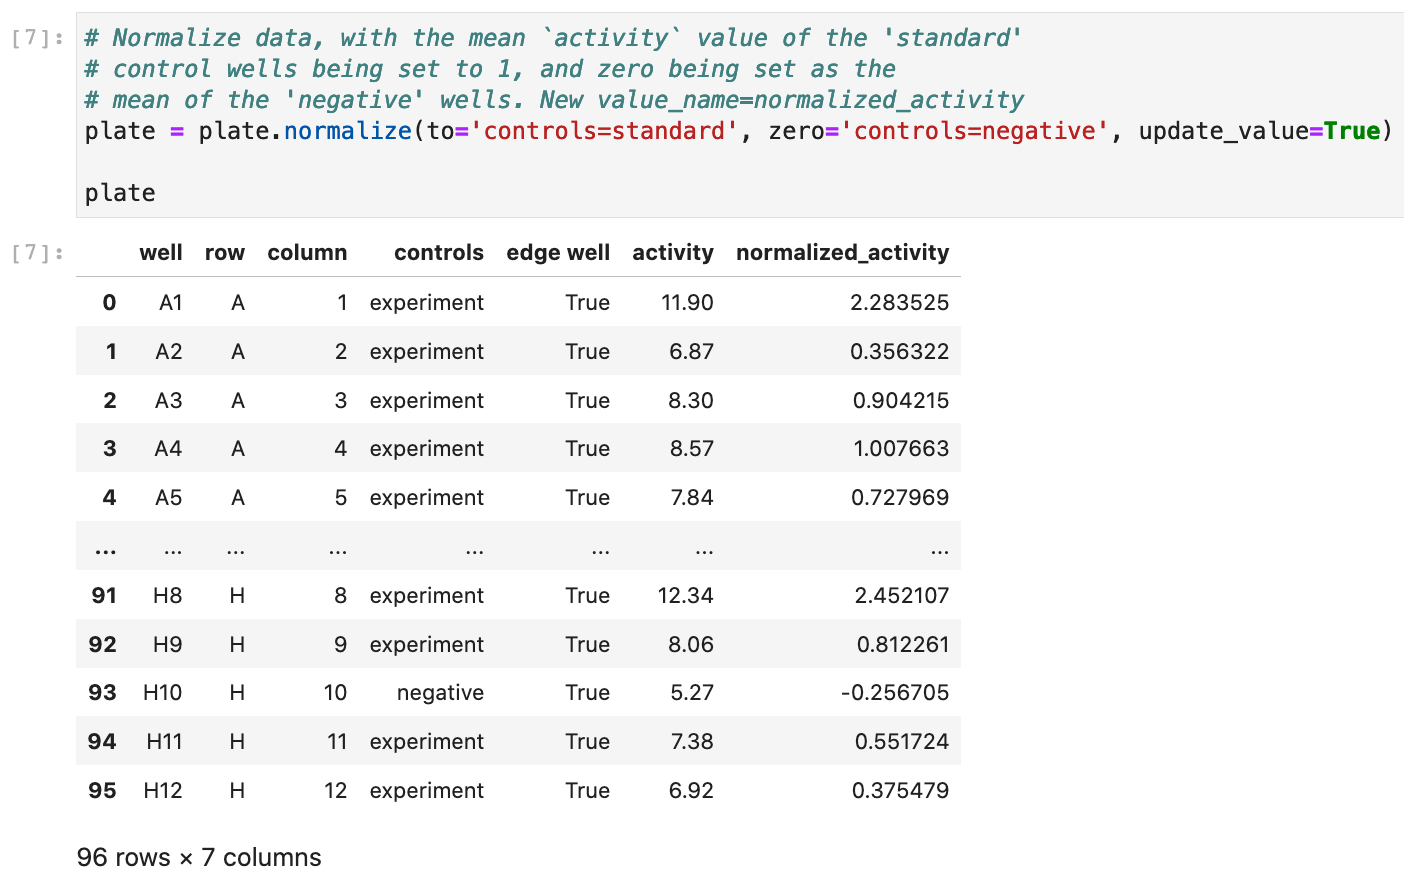 [7]: # Normalize data, with the mean `activity` value of the 'standard'
# control wells being set to 1, and zero being set as the
# mean of the 'negative' wells. New value_name=normalized_activity
plate = plate.normalize(to='controls=standard', zero='controls=negative', update_value=True)
plate
[7]: well row column controls edge well activity normalized_activity
0 A1 A 1 experiment True 11.90 2.283525
1 A2 A 2 experiment True 6.87 0.356322
2 A3 A 3 experiment True 8.30 0.904215
3 A4 A 4 experiment True 8.57 1.007663
4 A5 A 5 experiment True 7.84 0.727969
... ... ... ... ... ... ... ...
91 H8 H 8 experiment True 12.34 2.452107
92 H9 H 9 experiment True 8.06 0.812261
93 H10 H 10 negative True 5.27 -0.256705
94 H11 H 11 experiment True 7.38 0.551724
95 H12 H 12 experiment True 6.92 0.375479
96 rows × 7 columns